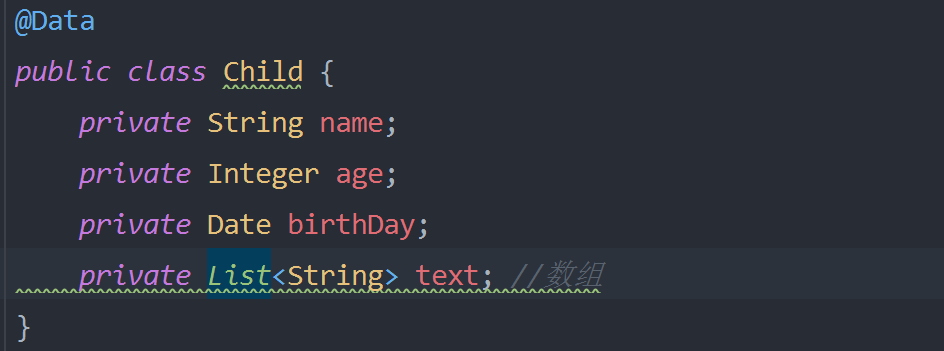 @Data
public class Child {
    private String name;
    private Integer age;
    private Date birthDay;
    private List<String> text; //数组
}